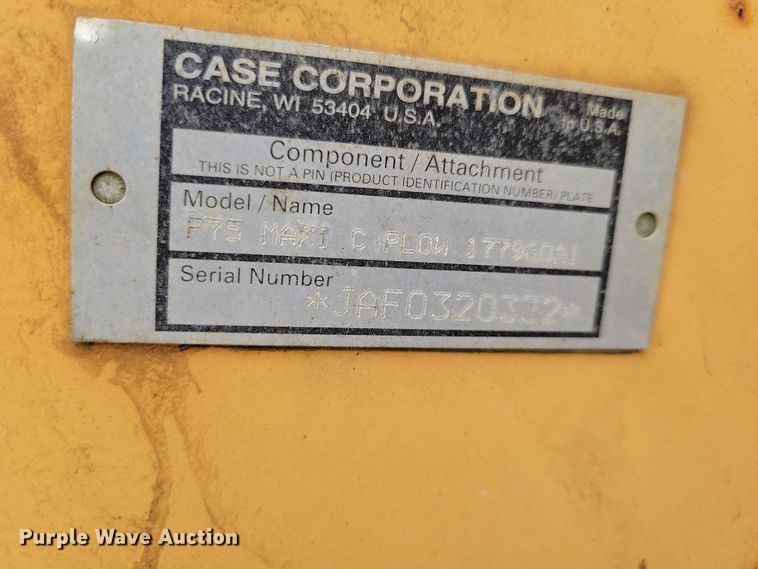 CASE CORPORATION
RACINE, WI 53404 U.S.A.
Made
in U.S.A.
Component / Attachment
THIS IS NOT A PIN (PRODUCT IDENTIFICATION NUMBER) PLATE
Model / Name
P75 MAXI C PLOW 177960A1
Serial Number
*JAF0320332*
Purple Wave Auction